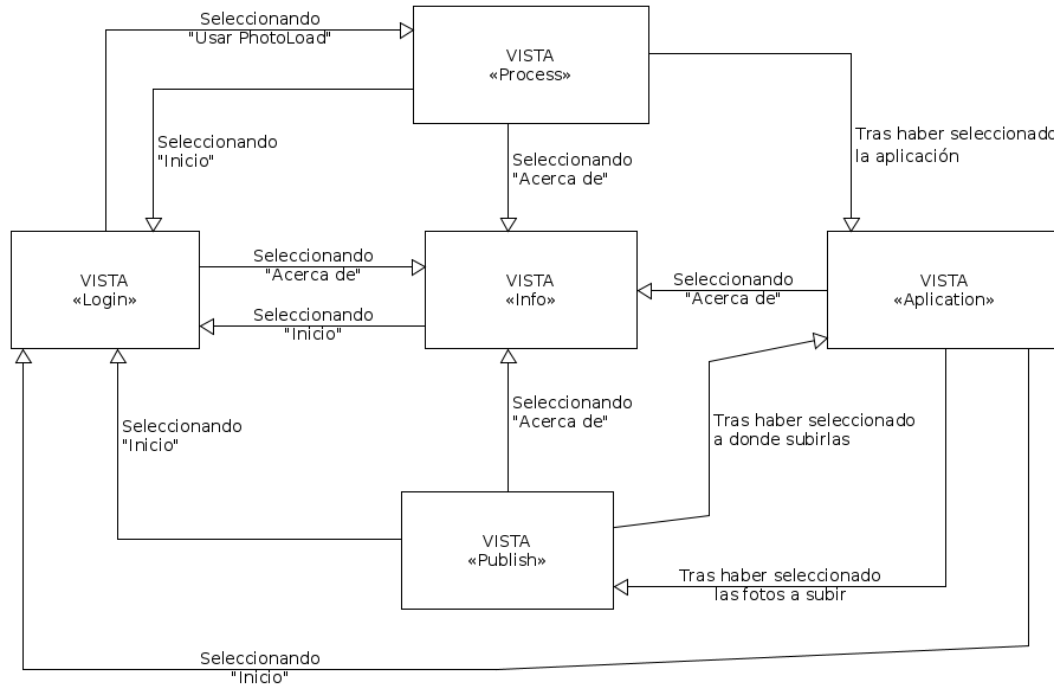 Seleccionando
"Usar PhotoLoad"
VISTA
«Process»
Seleccionando
"Inicio"
Seleccionando
"Acerca de"
Tras haber seleccionado
la aplicación
VISTA
«Login»
Seleccionando
"Acerca de"
Seleccionando
"Inicio"
VISTA
«Info»
Seleccionando
"Acerca de"
VISTA
«Aplication»
Seleccionando
"Inicio"
Seleccionando
"Acerca de"
Tras haber seleccionado
a donde subirlas
VISTA
«Publish»
Tras haber seleccionado
las fotos a subir
Seleccionando
"Inicio"